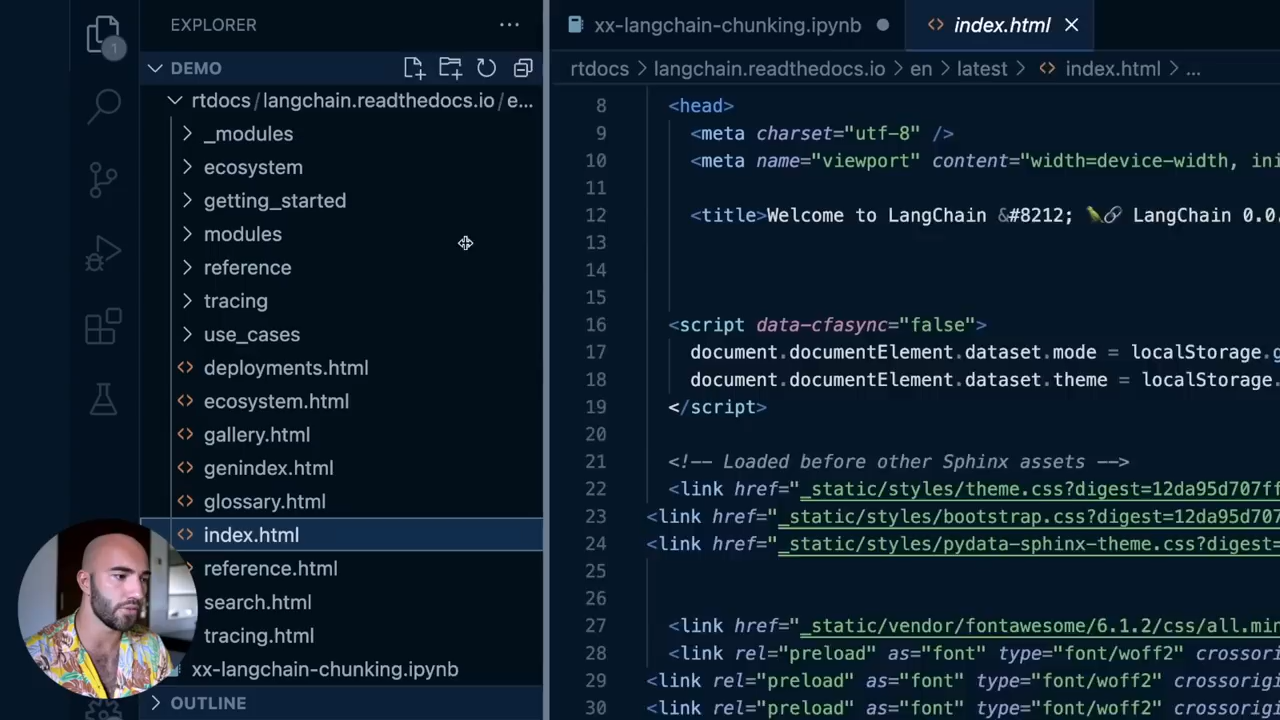 EXPLORER
1
DEMO
rtdocs / langchain.readthedocs.io / e...
_modules
ecosystem
getting_started
modules
reference
tracing
use_cases
deployments.html
ecosystem.html
gallery.html
genindex.html
glossary.html
index.html
reference.html
search.html
tracing.html
xx-langchain-chunking.ipynb
OUTLINE
xx-langchain-chunking.ipynb
index.html
rtdocs > langchain.readthedocs.io > en > latest > index.html > ...
8 <head>
9 <meta charset="utf-8" />
10 <meta name="viewport" content="width=device-width, ini
11
12 <title>Welcome to LangChain &#8212; 🦜🔗 LangChain 0.0.
13
14
15
16 <script data-cfasync="false">
17 document.documentElement.dataset.mode = localStorage.g
18 document.documentElement.dataset.theme = localStorage.
19 </script>
20
21 <!-- Loaded before other Sphinx assets -->
22 <link href="_static/styles/theme.css?digest=12da95d707ff
23 <link href="_static/styles/bootstrap.css?digest=12da95d707
24 <link href="_static/styles/pydata-sphinx-theme.css?digest=
25
26
27 <link href="_static/vendor/fontawesome/6.1.2/css/all.min
28 <link rel="preload" as="font" type="font/woff2" crossori
29 <link rel="preload" as="font" type="font/woff2" crossorigi
30 <link rel="preload" as="font" type="font/woff2" crossorigi